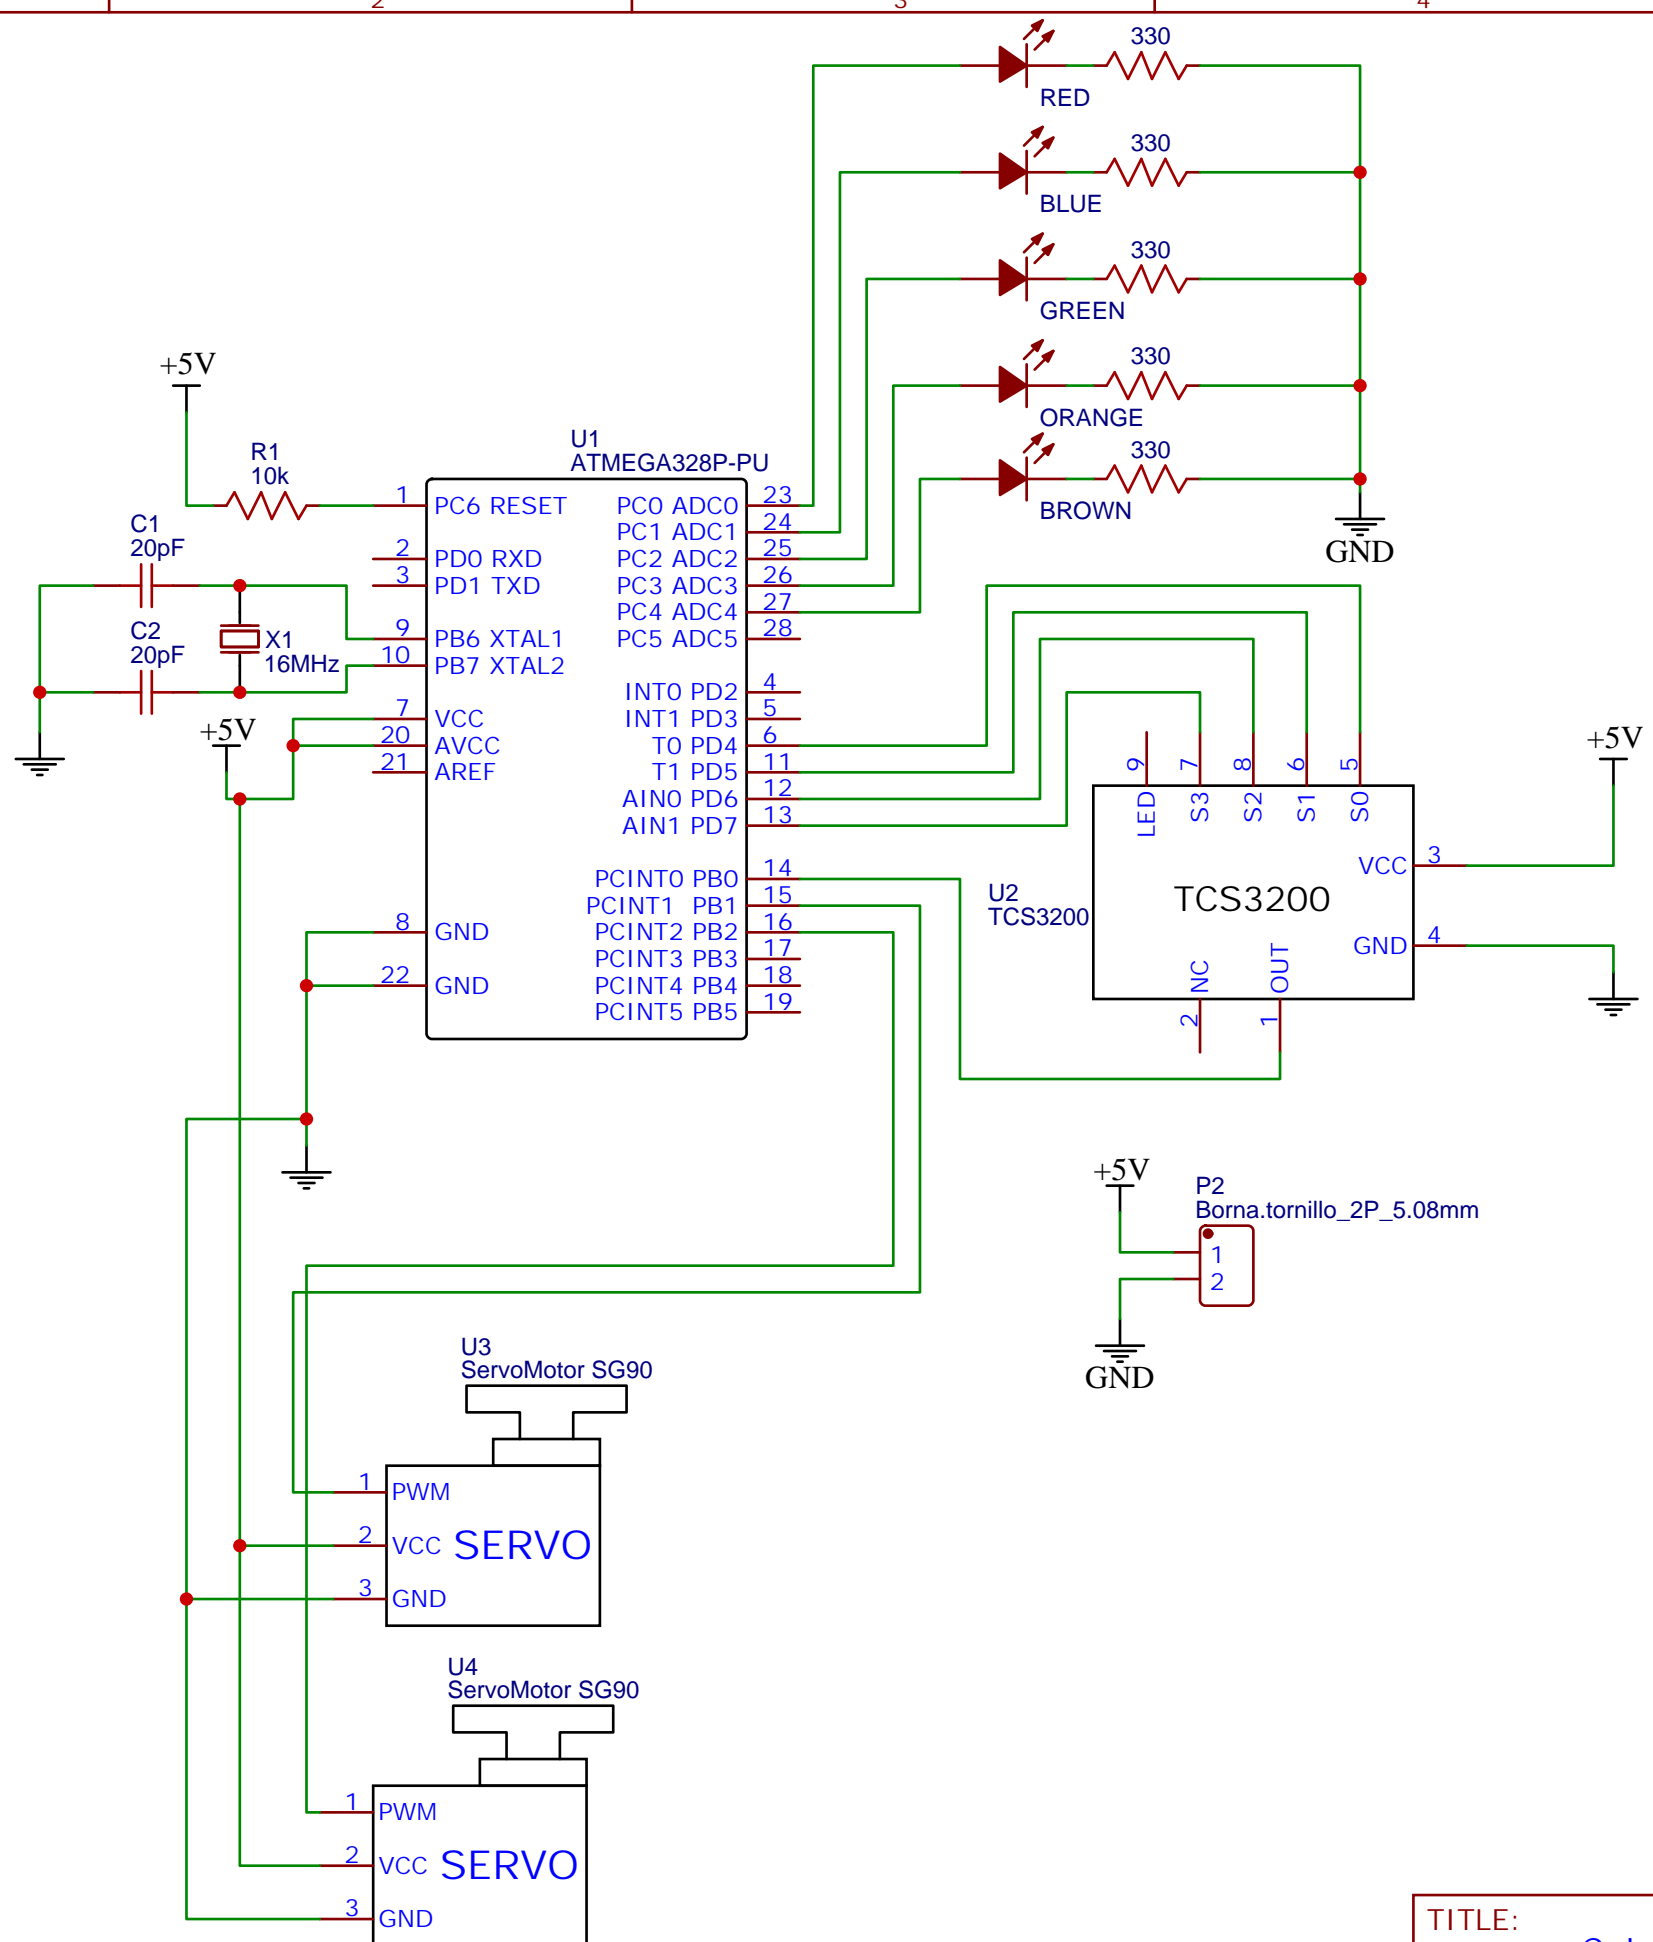 2
3
4
330
RED
330
BLUE
330
GREEN
330
ORANGE
330
BROWN
GND
+5V
R1
10k
C1
20pF
C2
20pF
X1
16MHz
+5V
U1
ATMEGA328P-PU
1 PC6 RESET
2 PD0 RXD
3 PD1 TXD
9 PB6 XTAL1
10 PB7 XTAL2
7 VCC
20 AVCC
21 AREF
8 GND
22 GND
PC0 ADC0 23
PC1 ADC1 24
PC2 ADC2 25
PC3 ADC3 26
PC4 ADC4 27
PC5 ADC5 28
INT0 PD2 4
INT1 PD3 5
T0 PD4 6
T1 PD5 11
AIN0 PD6 12
AIN1 PD7 13
PCINT0 PB0 14
PCINT1 PB1 15
PCINT2 PB2 16
PCINT3 PB3 17
PCINT4 PB4 18
PCINT5 PB5 19
U2
TCS3200
9 LED
7 S3
8 S2
6 S1
5 S0
TCS3200
VCC 3
GND 4
NC 2
OUT 1
+5V
+5V
P2
Borna.tornillo_2P_5.08mm
1
2
GND
U3
ServoMotor SG90
1 PWM
2 VCC SERVO
3 GND
U4
ServoMotor SG90
1 PWM
2 VCC SERVO
3 GND
TITLE: